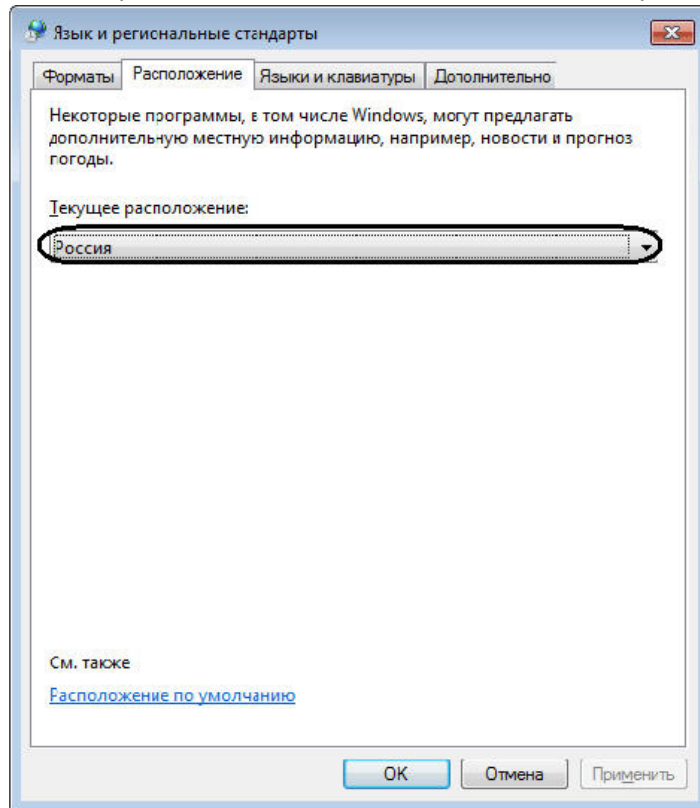 Язык и региональные стандарты
Форматы Расположение Языки и клавиатуры Дополнительно
Некоторые программы, в том числе Windows, могут предлагать
дополнительную местную информацию, например, новости и прогноз
погоды.
Текущее расположение:
Россия
См. также
Расположение по умолчанию
OK Отмена Применить